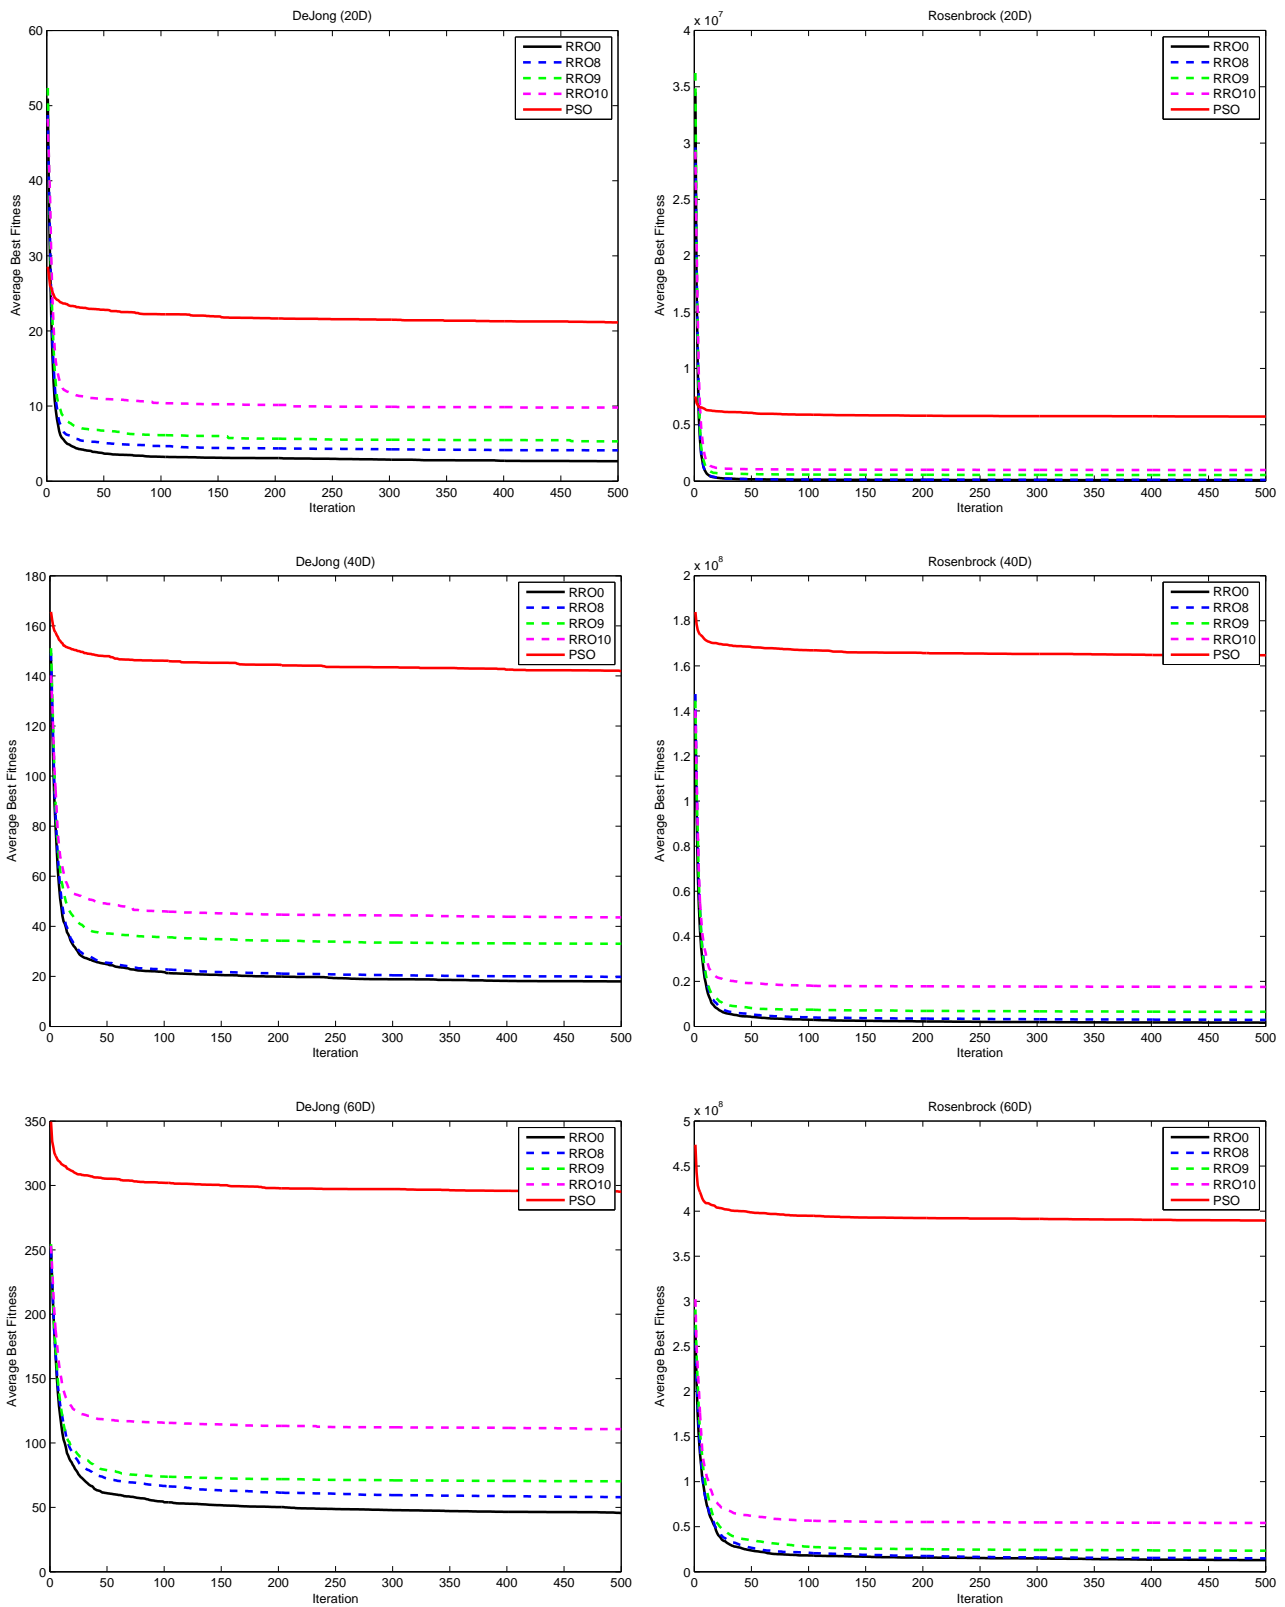 DeJong (20D)
60
50
40
30
20
10
0
Average Best Fitness
RRO0
RRO8
RRO9
RRO10
PSO
0 50 100 150 200 250 300 350 400 450 500
Iteration
Rosenbrock (20D)
x 10^7
4
3.5
3
2.5
2
1.5
1
0.5
0
Average Best Fitness
RRO0
RRO8
RRO9
RRO10
PSO
0 50 100 150 200 250 300 350 400 450 500
Iteration
DeJong (40D)
180
160
140
120
100
80
60
40
20
0
Average Best Fitness
RRO0
RRO8
RRO9
RRO10
PSO
0 50 100 150 200 250 300 350 400 450 500
Iteration
Rosenbrock (40D)
x 10^8
2
1.8
1.6
1.4
1.2
1
0.8
0.6
0.4
0.2
0
Average Best Fitness
RRO0
RRO8
RRO9
RRO10
PSO
0 50 100 150 200 250 300 350 400 450 500
Iteration
DeJong (60D)
350
300
250
200
150
100
50
0
Average Best Fitness
RRO0
RRO8
RRO9
RRO10
PSO
0 50 100 150 200 250 300 350 400 450 500
Iteration
Rosenbrock (60D)
x 10^8
5
4.5
4
3.5
3
2.5
2
1.5
1
0.5
0
Average Best Fitness
RRO0
RRO8
RRO9
RRO10
PSO
0 50 100 150 200 250 300 350 400 450 500
Iteration